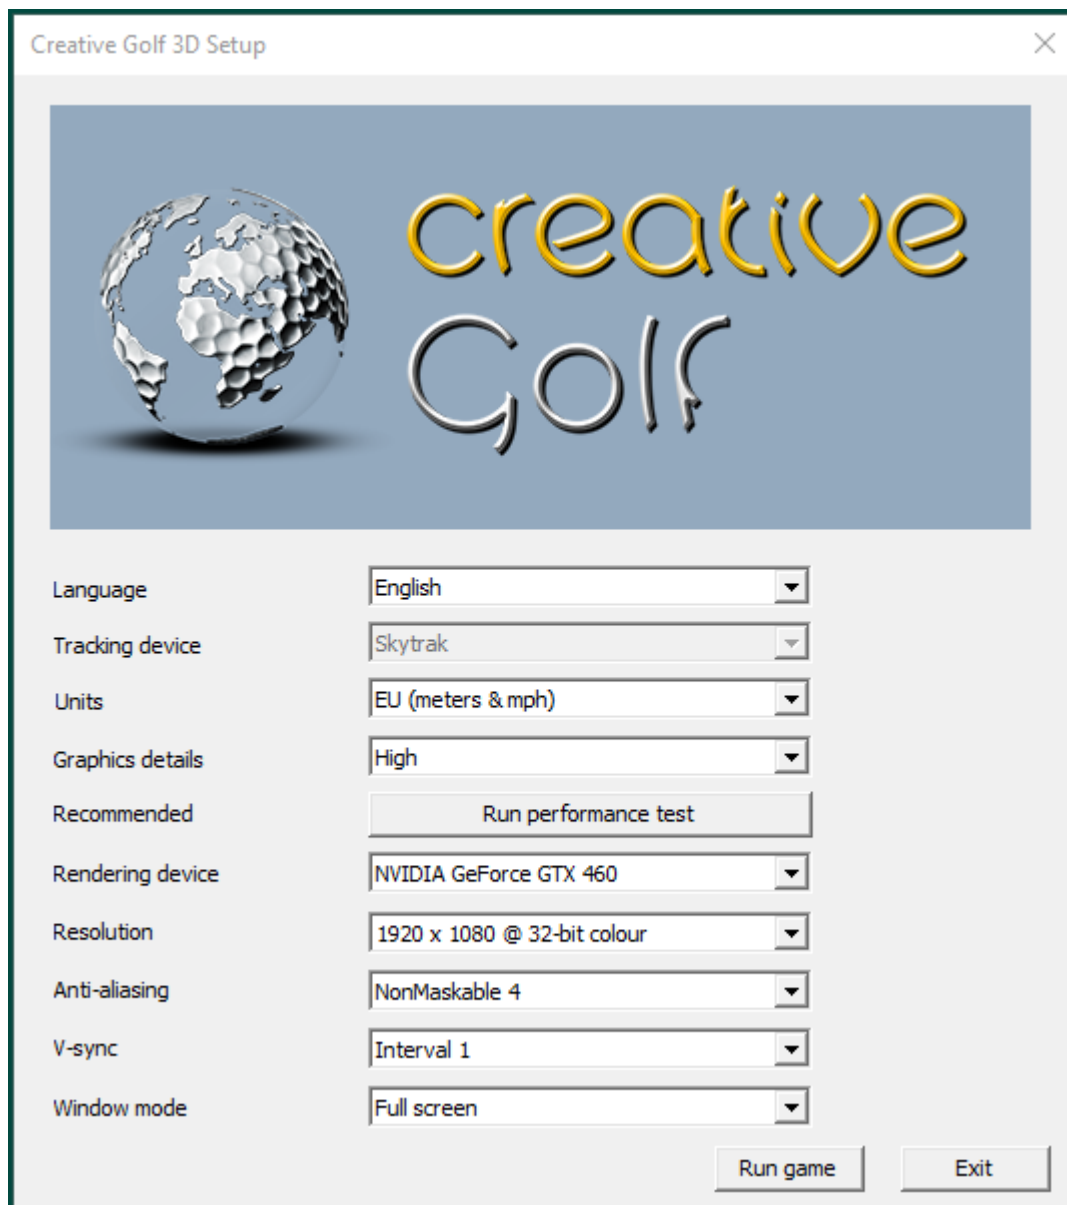 Creative Golf 3D Setup
creative
Golf
Language English
Tracking device Skytrak
Units EU (meters & mph)
Graphics details High
Recommended Run performance test
Rendering device NVIDIA GeForce GTX 460
Resolution 1920 x 1080 @ 32-bit colour
Anti-aliasing NonMaskable 4
V-sync Interval 1
Window mode Full screen
Run game Exit